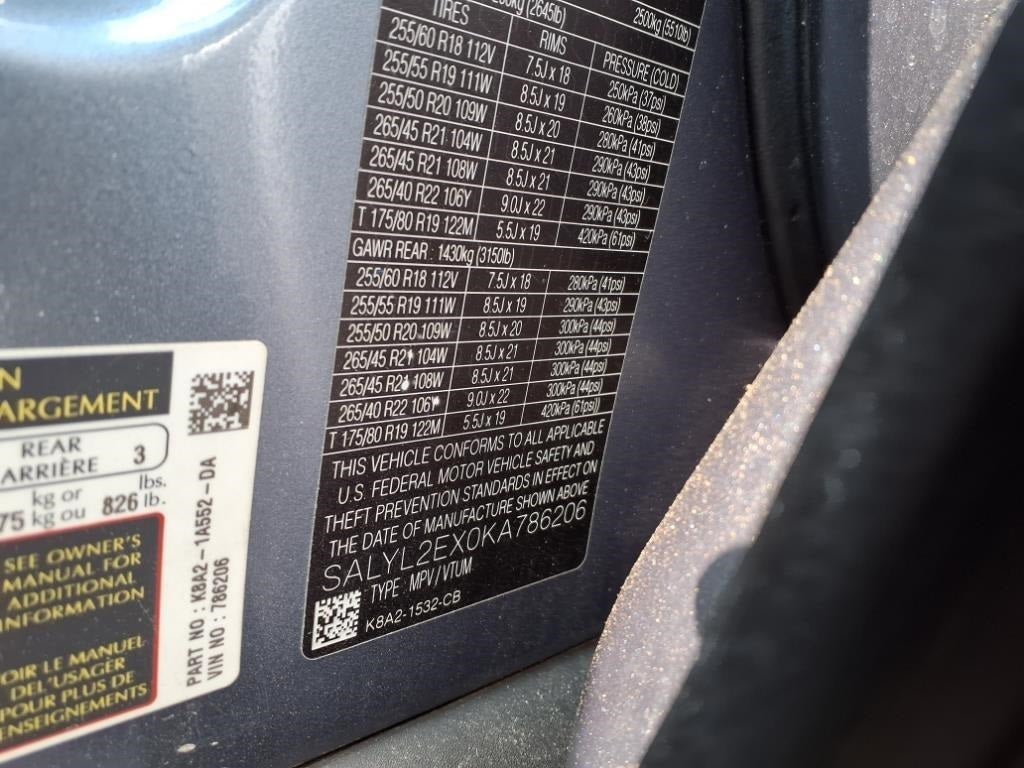 (2645lb) 2500kg (5510lb)
TIRES RIMS PRESSURE (COLD)
255/60 R18 112V 7.5J x 18 250kPa (37psi)
255/55 R19 111W 8.5J x 19 260kPa (38psi)
255/50 R20 109W 8.5J x 20 280kPa (41psi)
265/45 R21 104W 8.5J x 21 290kPa (43psi)
265/45 R21 108W 8.5J x 21 290kPa (43psi)
265/40 R22 106Y 9.0J x 22 290kPa (43psi)
T 175/80 R19 122M 5.5J x 19 420kPa (61psi)
GAWR REAR : 1430kg (3150lb)
255/60 R18 112V 7.5J x 18 280kPa (41psi)
255/55 R19 111W 8.5J x 19 290kPa (43psi)
255/50 R20 109W 8.5J x 20 300kPa (44psi)
265/45 R21 104W 8.5J x 21 300kPa (44psi)
265/45 R21 108W 8.5J x 21 300kPa (44psi)
265/40 R22 106Y 9.0J x 22 300kPa (44psi)
T 175/80 R19 122M 5.5J x 19 420kPa (61psi))
THIS VEHICLE CONFORMS TO ALL APPLICABLE
U.S. FEDERAL MOTOR VEHICLE SAFETY AND
THEFT PREVENTION STANDARDS IN EFFECT ON
THE DATE OF MANUFACTURE SHOWN ABOVE
SALYL2EX0KA786206
TYPE : MPV/VTUM
K8A2-1532-CB
N
ARGEMENT
REAR
ARRIÈRE 3
75 kg or 826 lbs.
kg ou lb.
SEE OWNER'S
MANUAL FOR
ADDITIONAL
INFORMATION
OIR LE MANUEL
DEL'USAGÉR
POUR PLUS DE
ENSEIGNEMENTS
PART NO : K8A2-1A552-DA
VIN NO : 786206